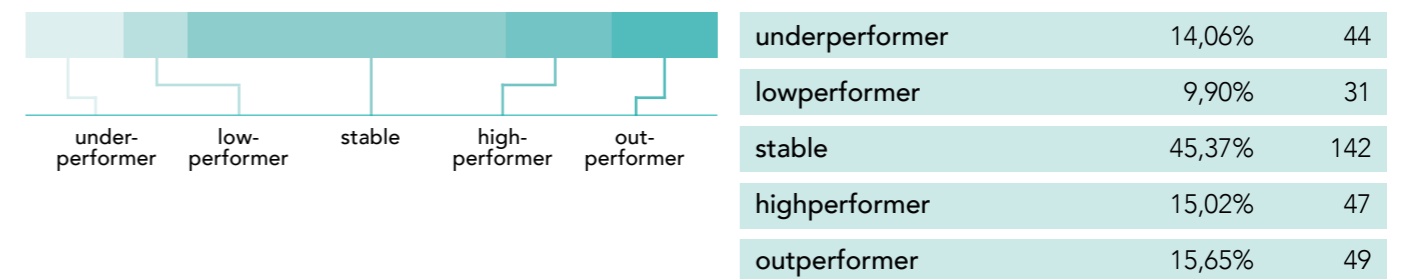 under-
performer
low-
performer
stable
high-
performer
out-
performer
underperformer 14,06% 44
lowperformer 9,90% 31
stable 45,37% 142
highperformer 15,02% 47
outperformer 15,65% 49